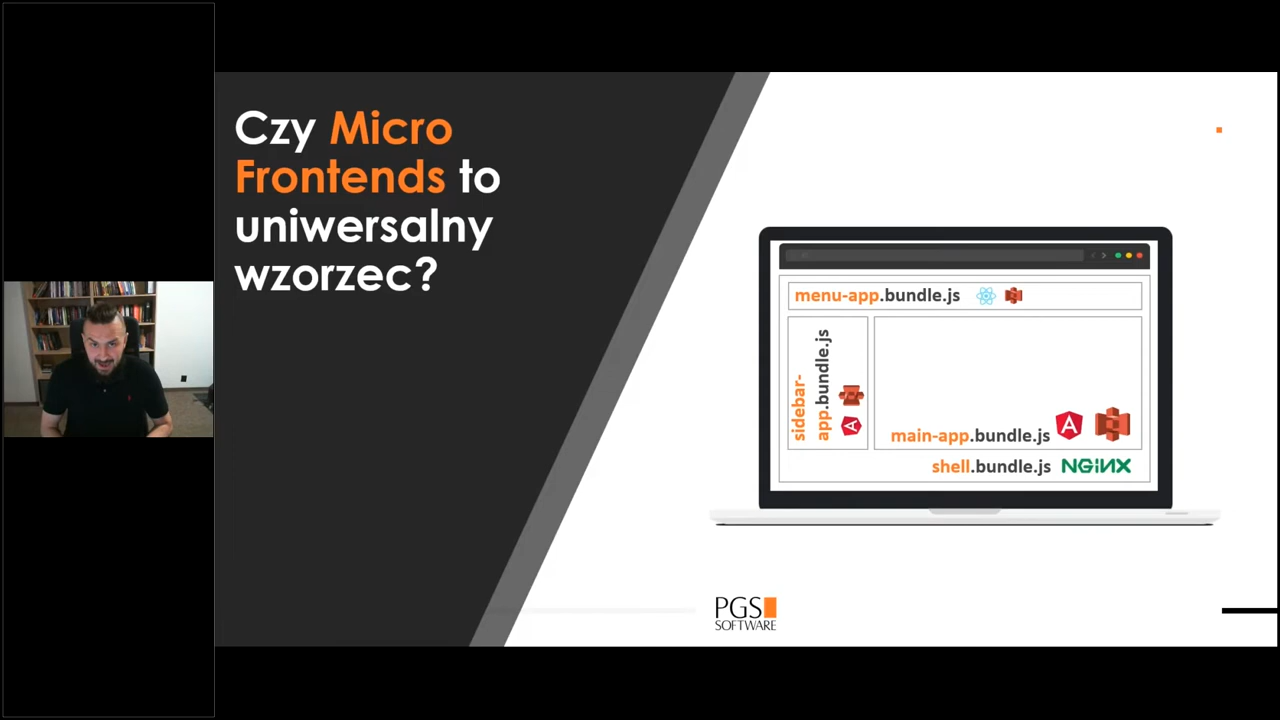 Czy Micro
Frontends to
uniwersalny
wzorzec?
menu-app.bundle.js
sidebar-
app.bundle.js
main-app.bundle.js
shell.bundle.js
NGINX
PGS
SOFTWARE